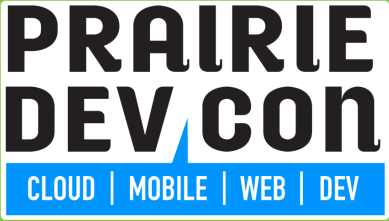 PRAIRIE
DEV CON
CLOUD | MOBILE | WEB | DEV